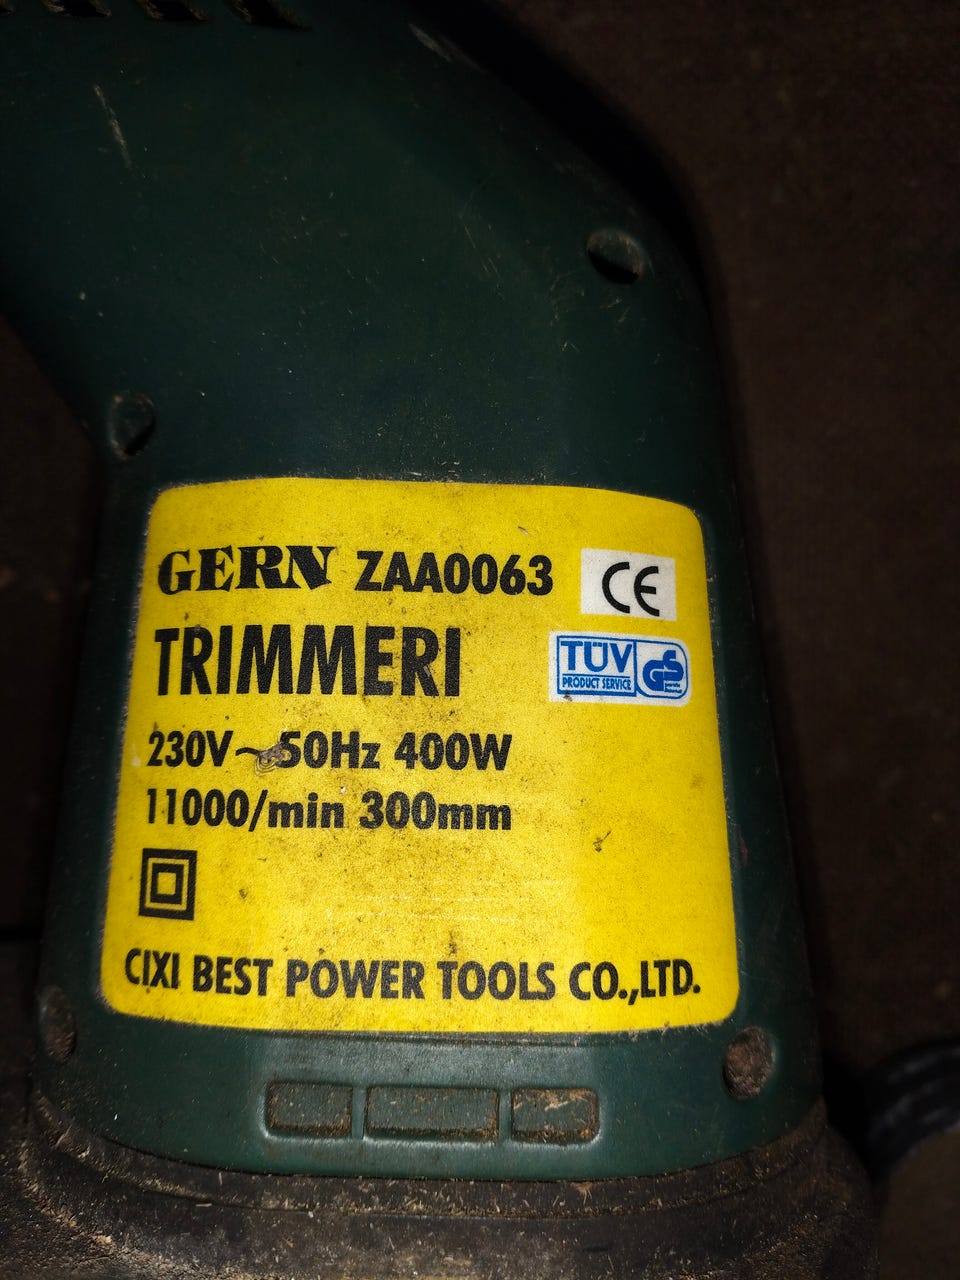 GERN ZAA0063
CE
TRIMMERI
TÜV
PRODUCT SERVICE
GS
230V~50Hz 400W
11000/min 300mm
CIXI BEST POWER TOOLS CO.,LTD.